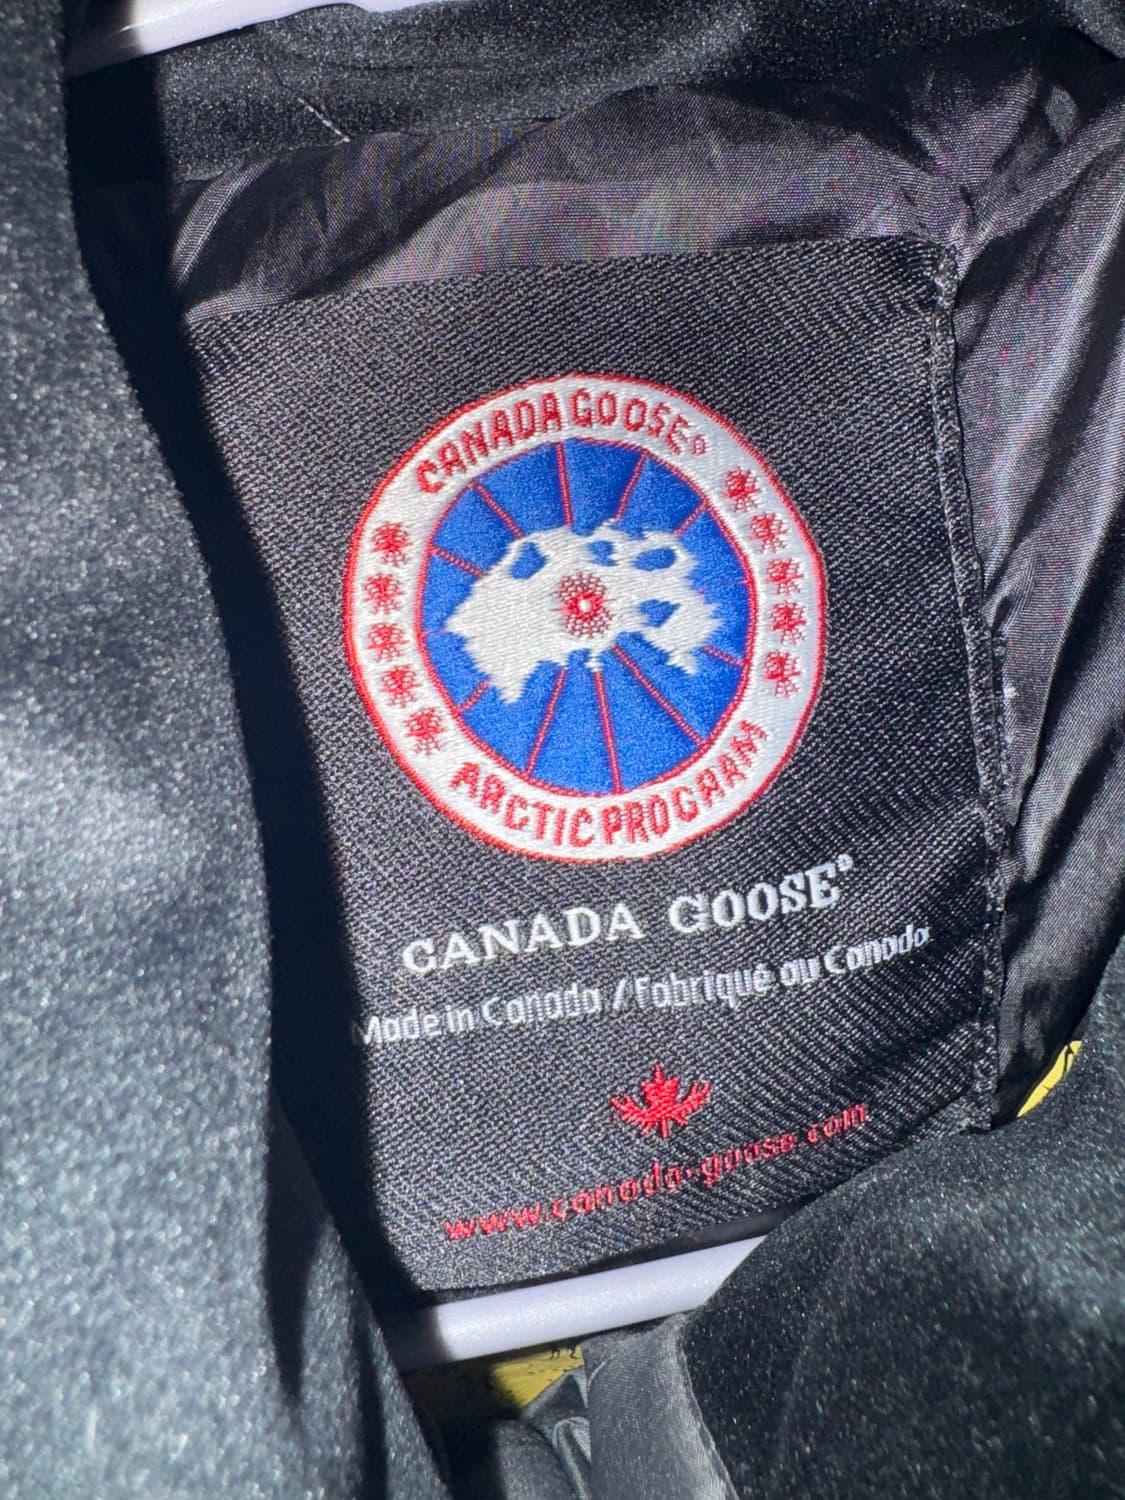 CANADA GOOSE®
ARCTIC PROGRAM
CANADA GOOSE®
Made in Canada / Fabriqué au Canada
www.canada-goose.com